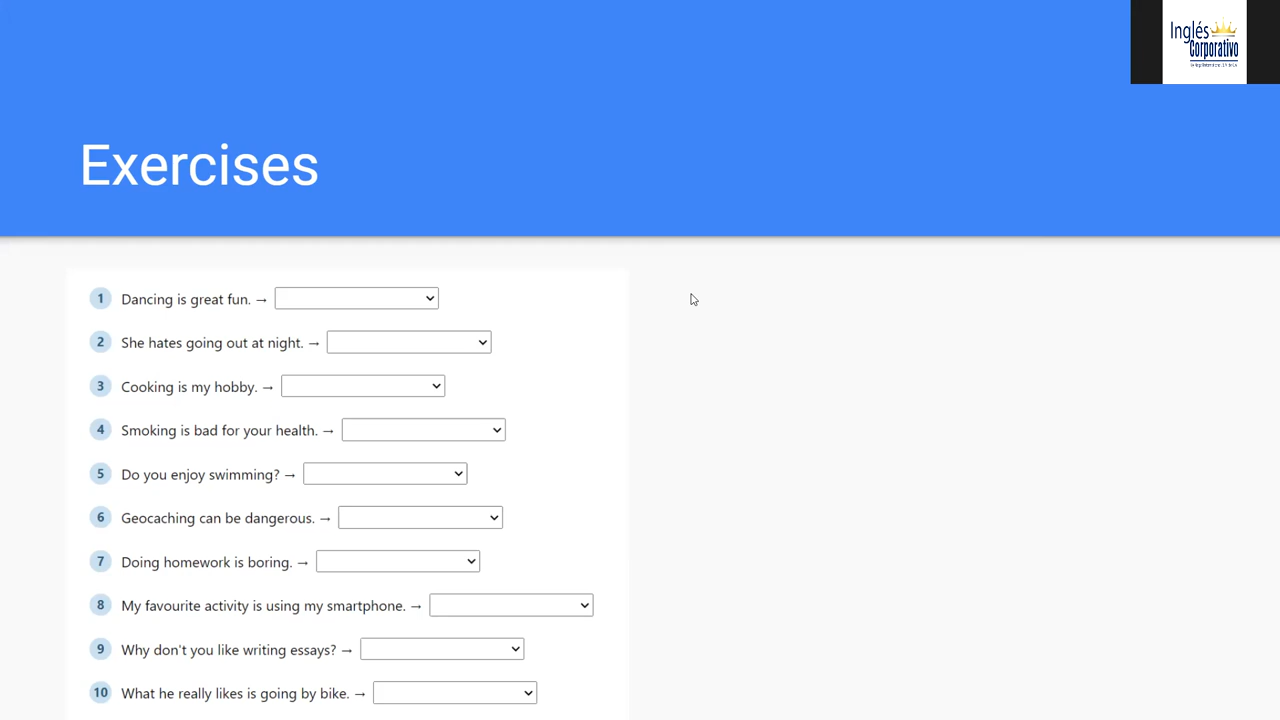 Inglés
Corporativo
Exercises
1 Dancing is great fun. →
2 She hates going out at night. →
3 Cooking is my hobby. →
4 Smoking is bad for your health. →
5 Do you enjoy swimming? →
6 Geocaching can be dangerous. →
7 Doing homework is boring. →
8 My favourite activity is using my smartphone. →
9 Why don't you like writing essays? →
10 What he really likes is going by bike. →